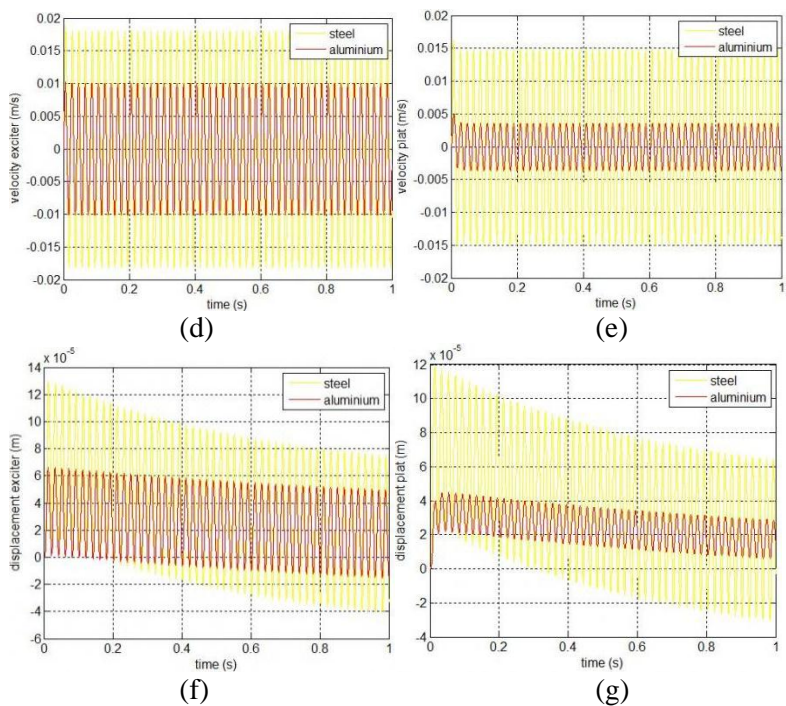 0.02
0.015
0.01
0.005
0
-0.005
-0.01
-0.015
-0.02
velocity exciter (m/s)
steel
aluminium
0 0.2 0.4 0.6 0.8 1
time (s)
(d)
0.02
0.015
0.01
0.005
0
-0.005
-0.01
-0.015
-0.02
velocity plat (m/s)
steel
aluminium
0 0.2 0.4 0.6 0.8 1
time (s)
(e)
x 10⁻⁵
14
12
10
8
6
4
2
0
-2
-4
-6
displacement exciter (m)
steel
aluminium
0 0.2 0.4 0.6 0.8 1
time (s)
(f)
x 10⁻⁵
12
10
8
6
4
2
0
-2
-4
displacement plat (m)
steel
aluminium
0 0.2 0.4 0.6 0.8 1
time (s)
(g)